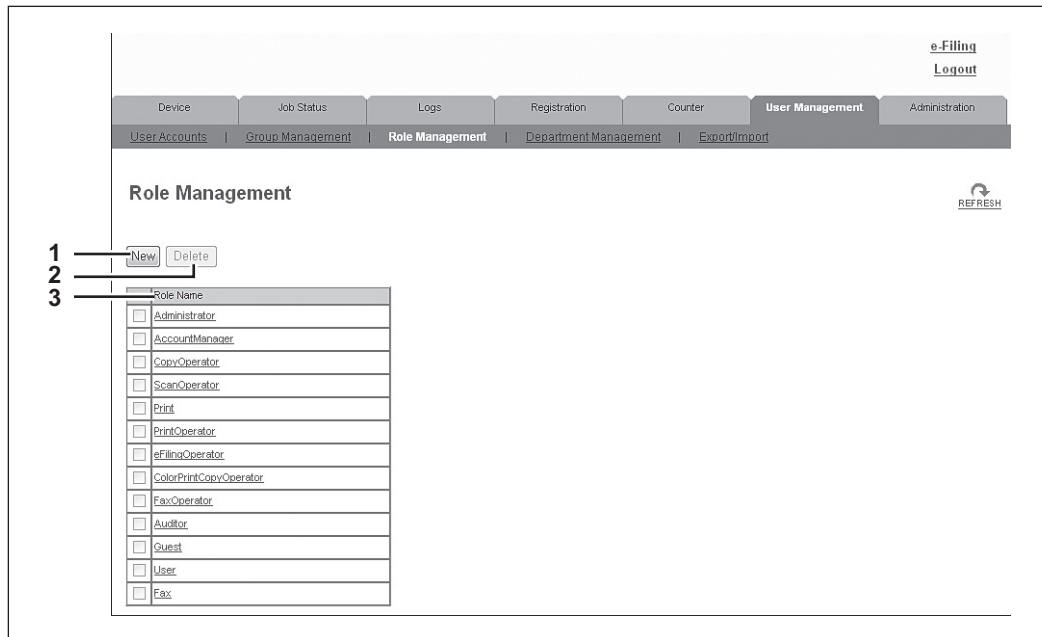 e-Filing
Logout
Device Job Status Logs Registration Counter User Management Administration
User Accounts | Group Management | Role Management | Department Management | Export/Import
Role Management
REFRESH
1
New Delete
2
3
Role Name
Administrator
AccountManager
CopyOperator
ScanOperator
Print
PrintOperator
eFilingOperator
ColorPrintCopyOperator
FaxOperator
Auditor
Guest
User
Fax